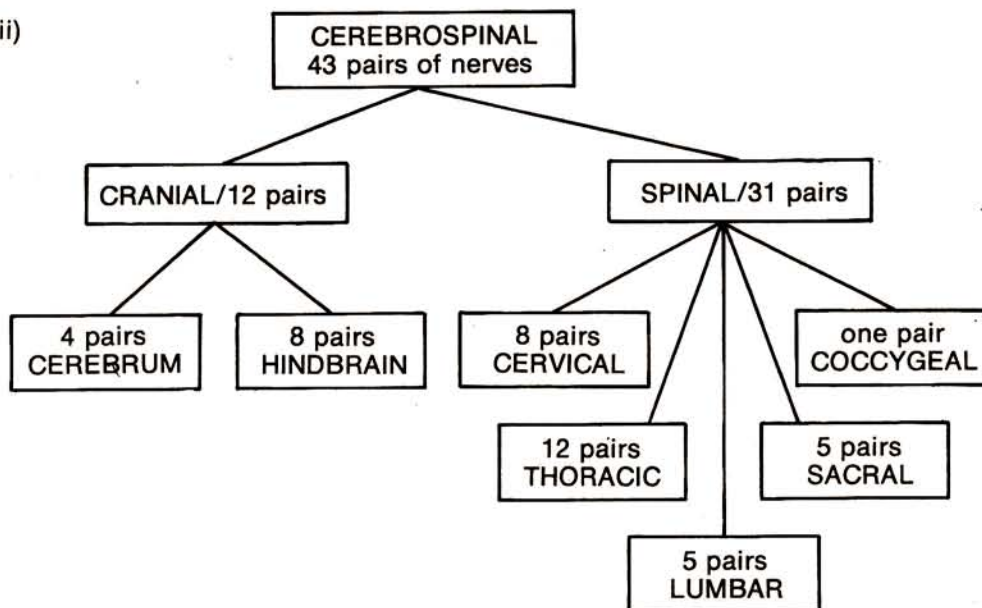 ii)
CEREBROSPINAL
43 pairs of nerves
CRANIAL/12 pairs
SPINAL/31 pairs
4 pairs
CEREBRUM
8 pairs
HINDBRAIN
8 pairs
CERVICAL
one pair
COCCYGEAL
12 pairs
THORACIC
5 pairs
SACRAL
5 pairs
LUMBAR